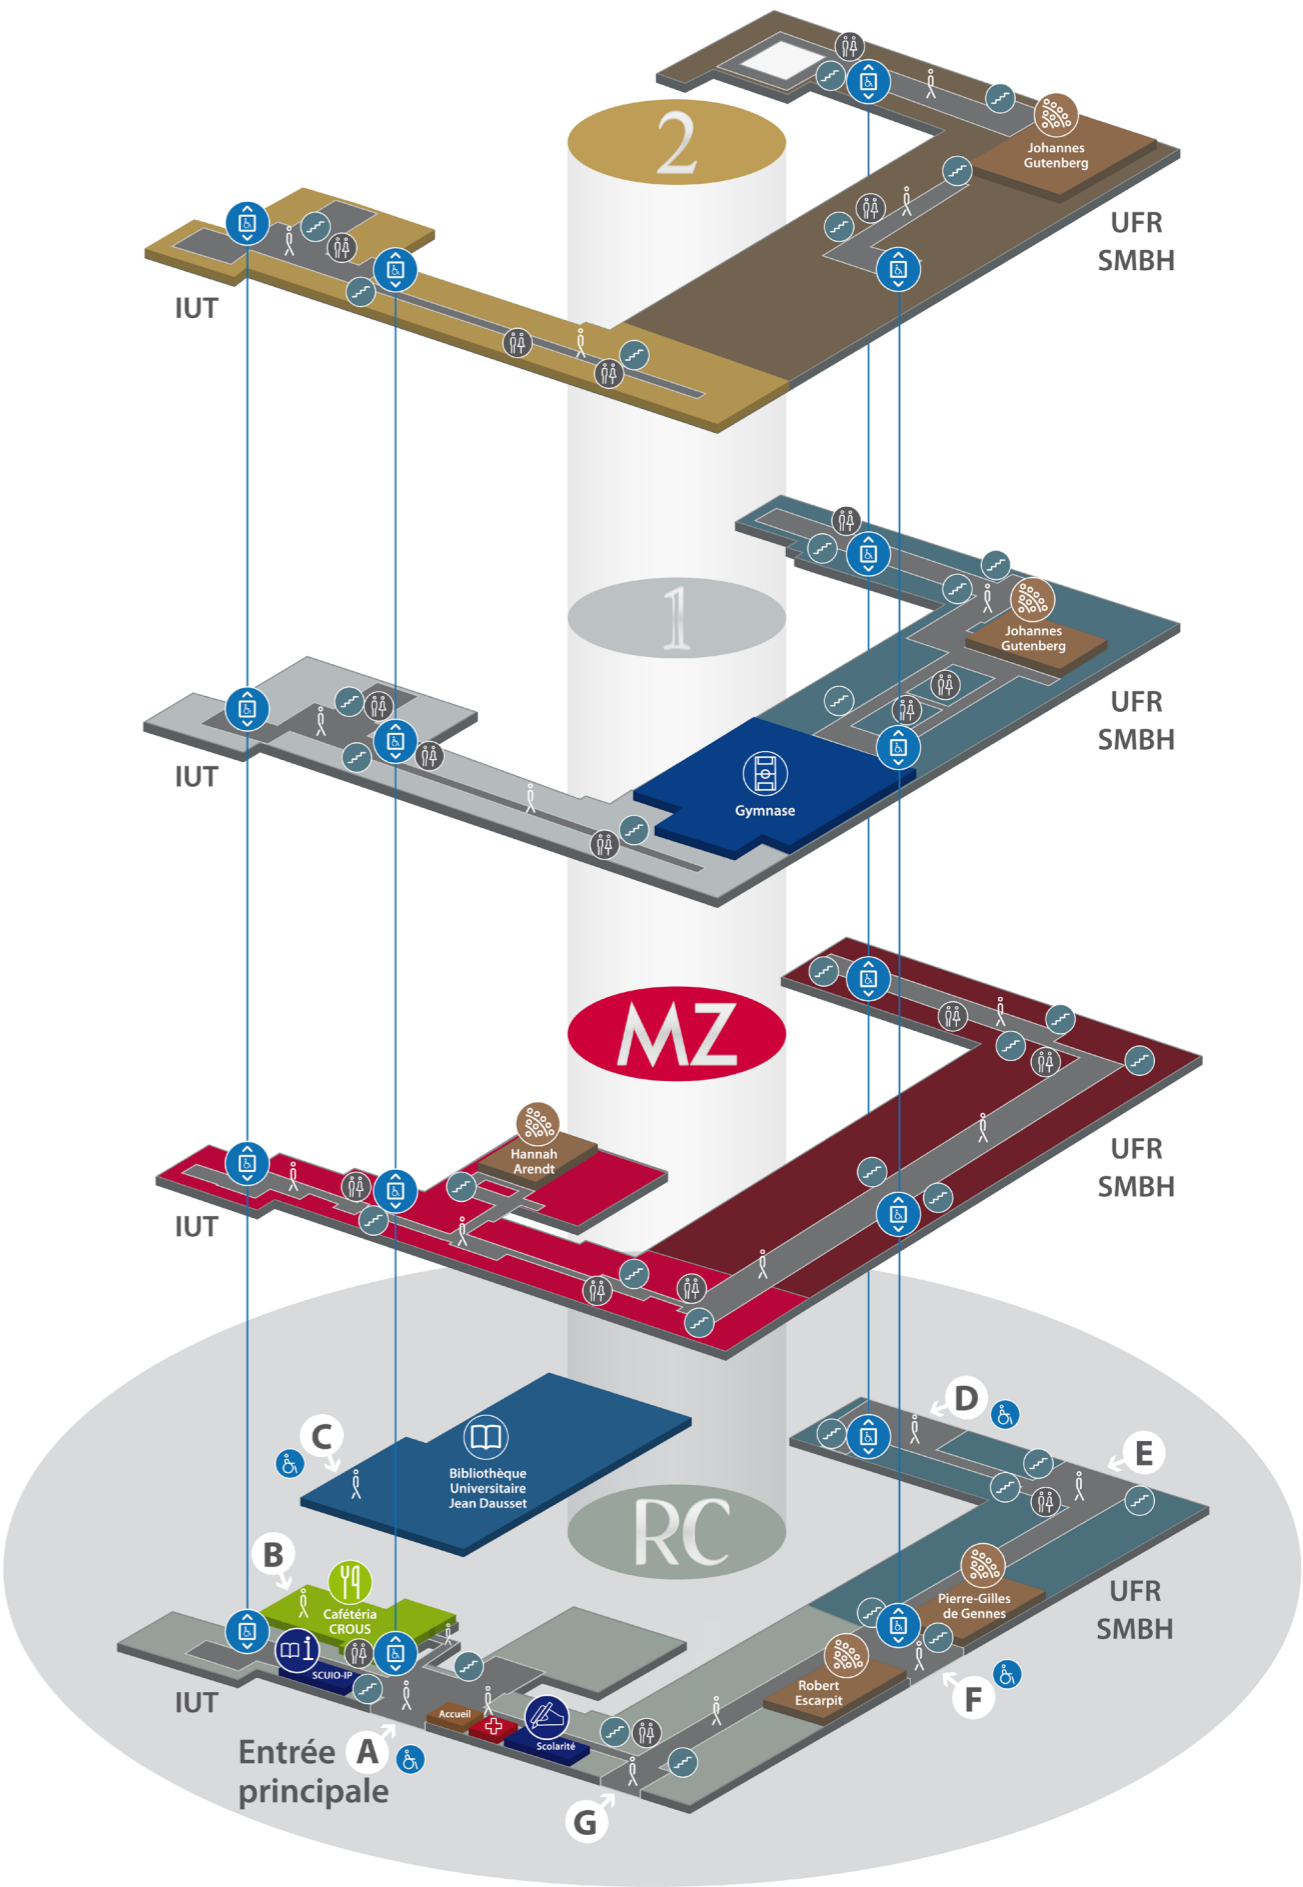 2
Johannes
Gutenberg
UFR
SMBH
IUT
1
Johannes
Gutenberg
UFR
SMBH
IUT
Gymnase
MZ
Hannah
Arendt
UFR
SMBH
IUT
C
Bibliothèque
Universitaire
Jean Dausset
RC
D
E
B
Cafétéria
CROUS
Pierre-Gilles
de Gennes
UFR
SMBH
i
SCUIO-IP
Robert
Escarpit
F
IUT
Accueil
Scolarité
Entrée
principale
A
G